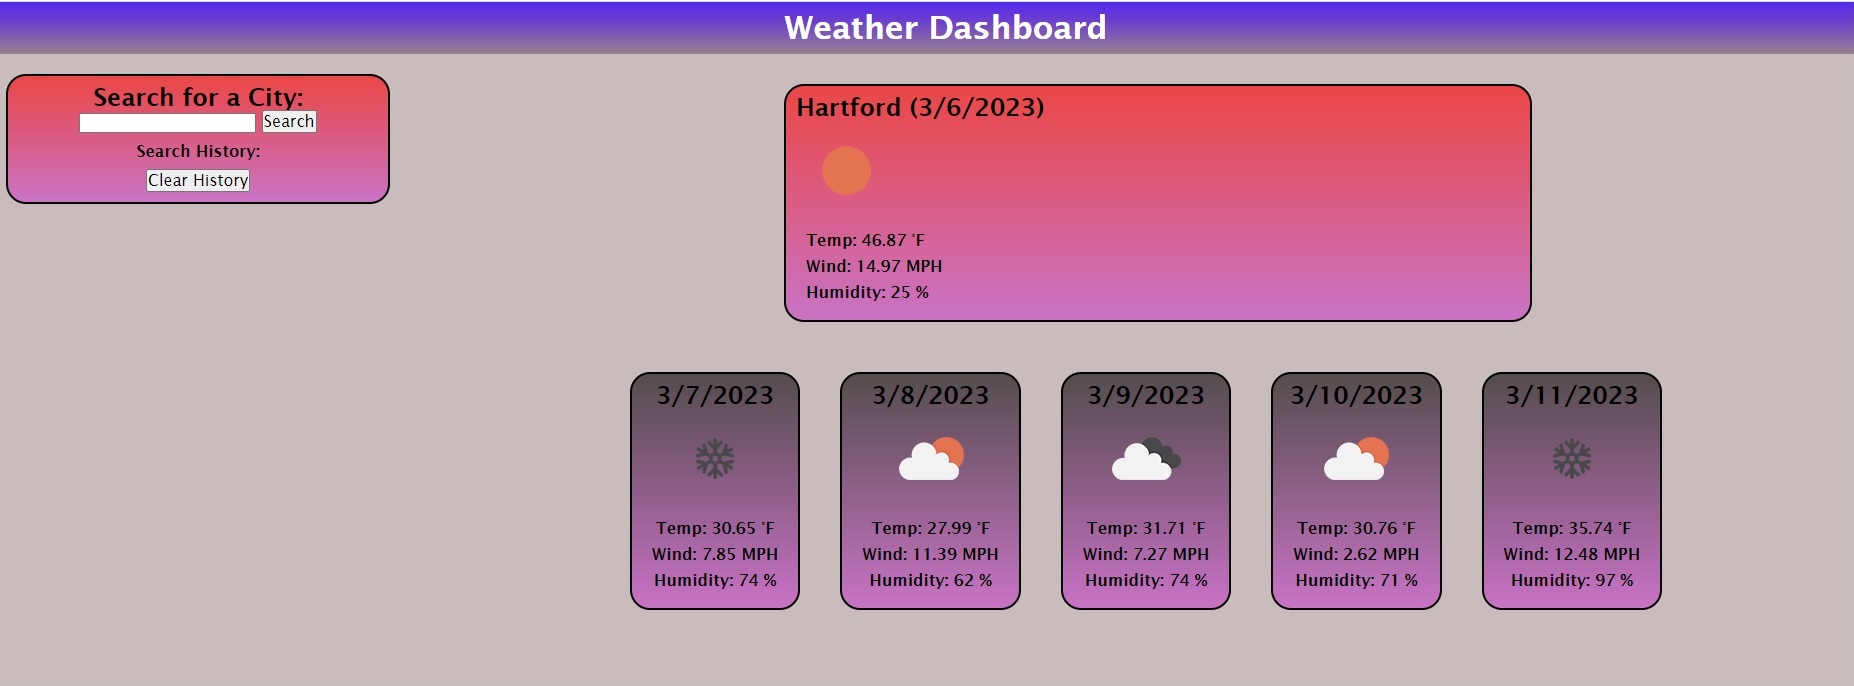 Weather Dashboard
Search for a City:
Search
Search History:
Clear History
Hartford (3/6/2023)
Temp: 46.87 °F
Wind: 14.97 MPH
Humidity: 25 %
3/7/2023
Temp: 30.65 °F
Wind: 7.85 MPH
Humidity: 74 %
3/8/2023
Temp: 27.99 °F
Wind: 11.39 MPH
Humidity: 62 %
3/9/2023
Temp: 31.71 °F
Wind: 7.27 MPH
Humidity: 74 %
3/10/2023
Temp: 30.76 °F
Wind: 2.62 MPH
Humidity: 71 %
3/11/2023
Temp: 35.74 °F
Wind: 12.48 MPH
Humidity: 97 %